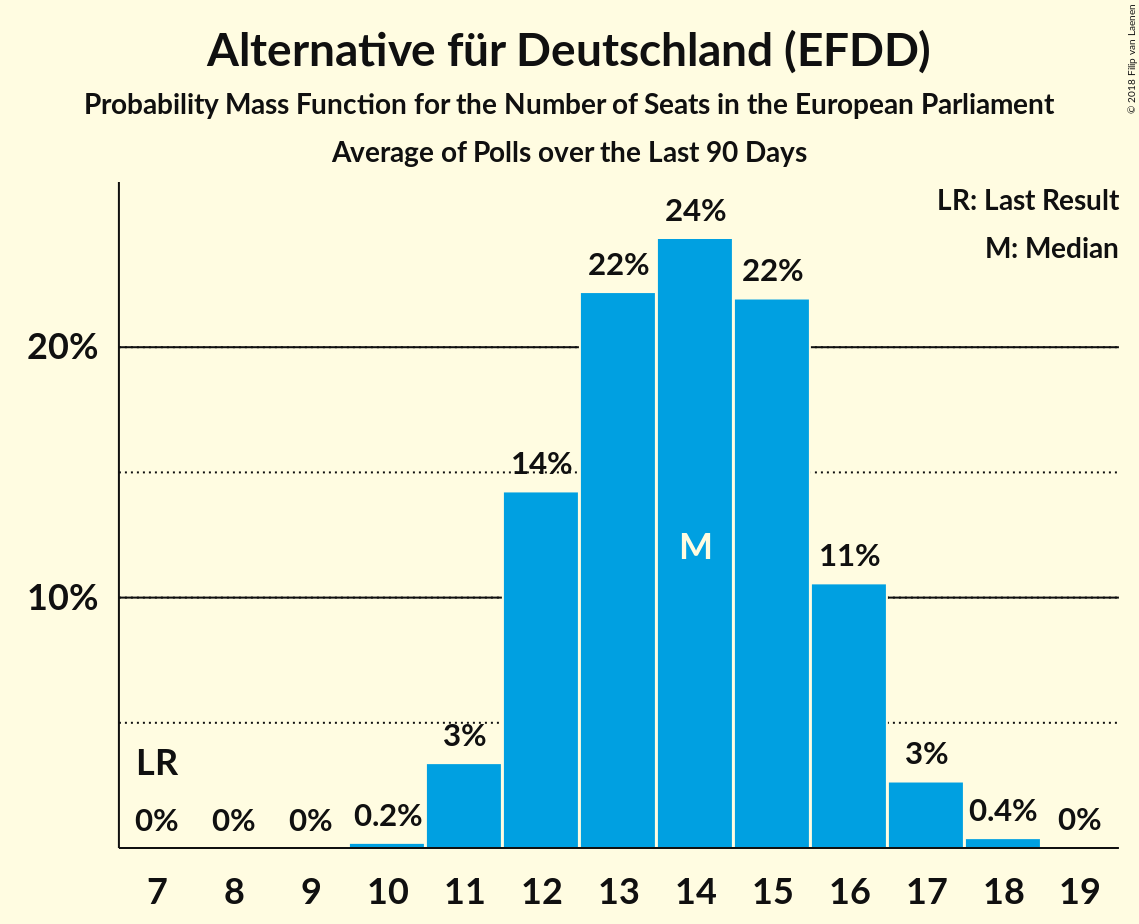 Alternative für Deutschland (EFDD)
Probability Mass Function for the Number of Seats in the European Parliament
Average of Polls over the Last 90 Days
© 2018 Filip van Laenen
LR: Last Result
M: Median
24%
22%
22%
20%
14%
M
11%
10%
3%
3%
LR
0%
0%
0%
0.2%
0.4%
0%
7 8 9 10 11 12 13 14 15 16 17 18 19